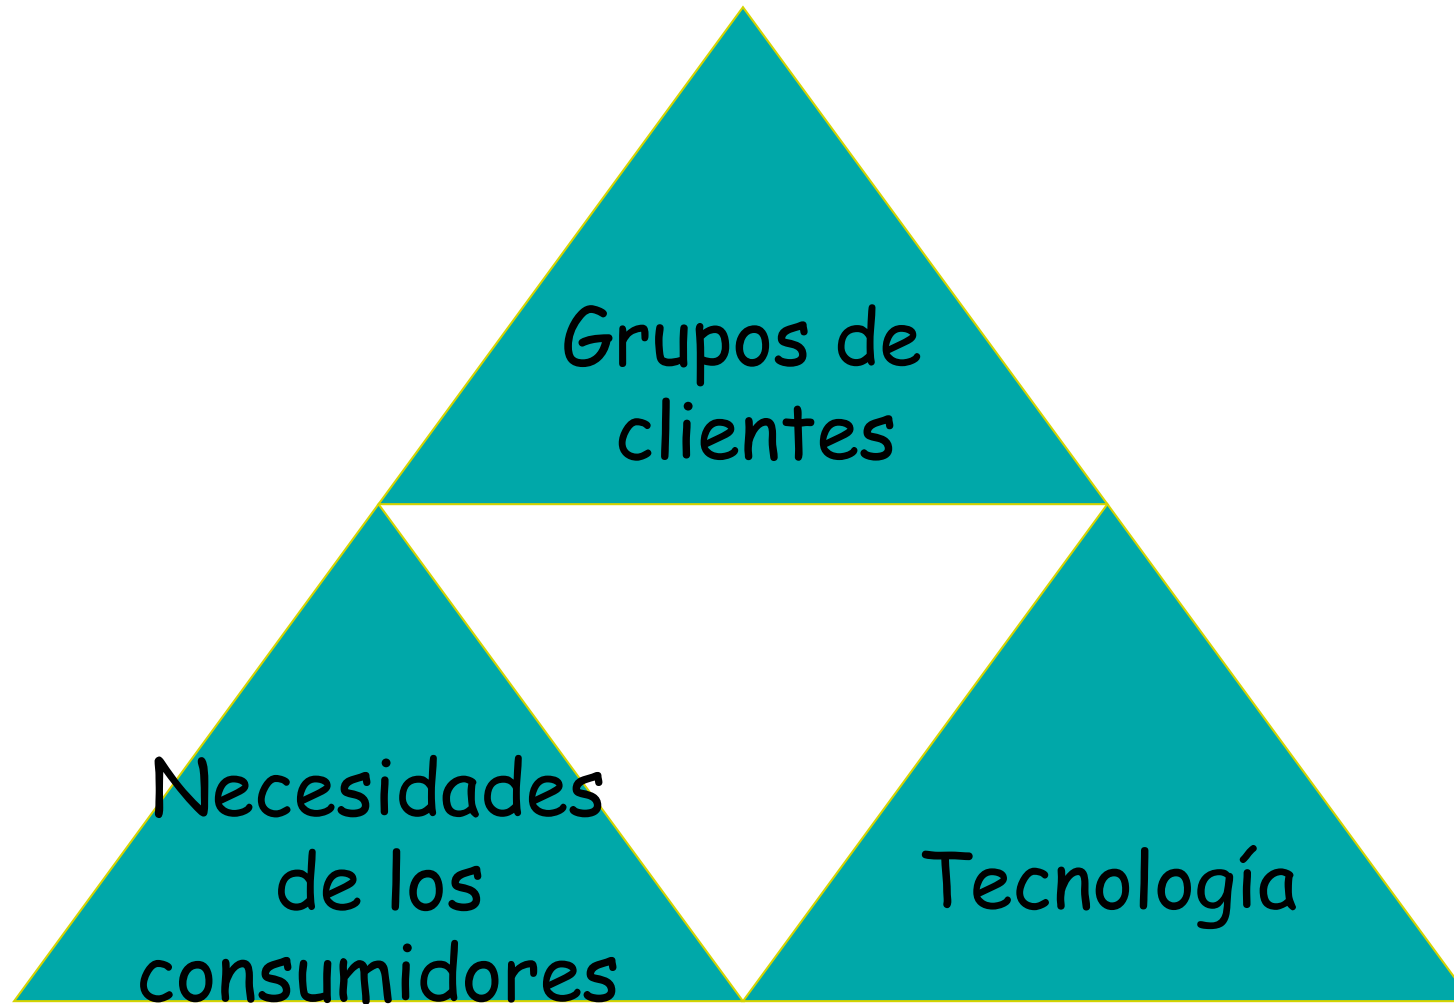 Grupos de
clientes
Necesidades
de los
consumidores
Tecnología